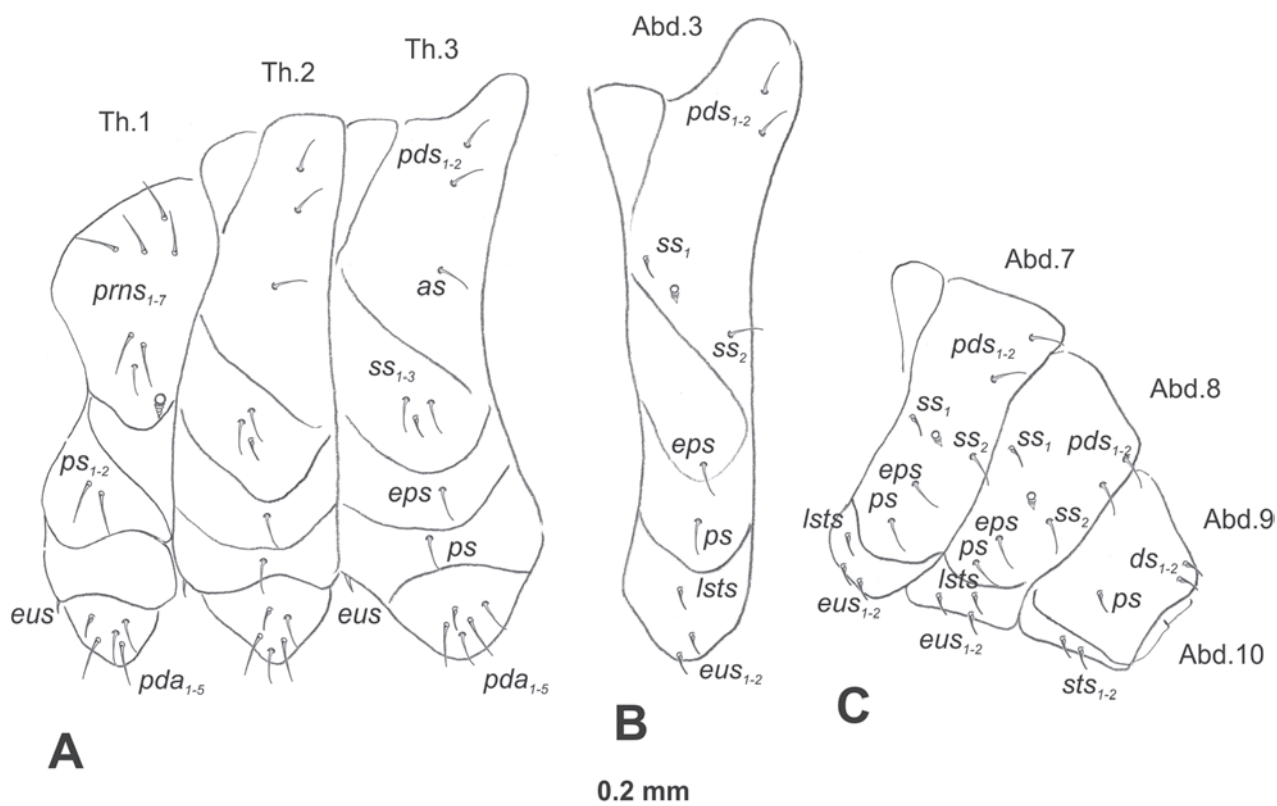 Th.1
Th.2
Th.3
pds1-2
prns1-7
as
ss1-3
ps1-2
eps
ps
eus
eus
pda1-5
pda1-5
A
Abd.3
pds1-2
ss1
ss2
eps
ps
lsts
eus1-2
B
Abd.7
pds1-2
Abd.8
ss1
ss2
ss1
pds1-2
eps
ps
lsts
Abd.9
eps
ss2
ps
ds1-2
lsts
ps
eus1-2
eus1-2
Abd.10
sts1-2
C
0.2 mm